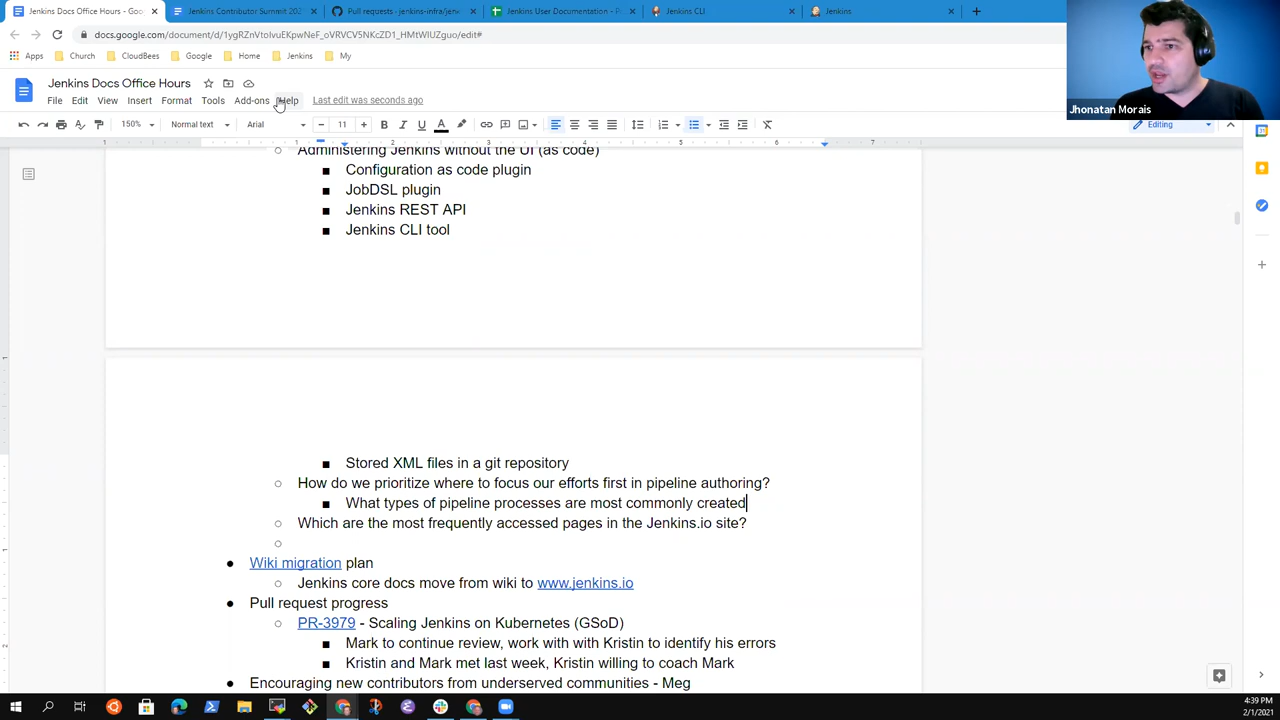 Jenkins Docs Office Hours - Goo
Jenkins Contributor Summit 202
Pull requests · jenkins-infra/jen
Jenkins User Documentation - P
Jenkins CLI
Jenkins
docs.google.com/document/d/1ygRZnVtoIvuEKpwNeF_oVRVCV5NKcZD1_HMtWIUZguo/edit#
Apps Church CloudBees Google Home Jenkins My
Jenkins Docs Office Hours
File Edit View Insert Format Tools Add-ons Help Last edit was seconds ago
Jhonatan Morais
150% Normal text Arial 11 Editing
1 1 2 3 4 5 6 7
Administering Jenkins without the UI (as code)
Configuration as code plugin
JobDSL plugin
Jenkins REST API
Jenkins CLI tool
Stored XML files in a git repository
How do we prioritize where to focus our efforts first in pipeline authoring?
What types of pipeline processes are most commonly created
Which are the most frequently accessed pages in the Jenkins.io site?
Wiki migration plan
Jenkins core docs move from wiki to www.jenkins.io
Pull request progress
PR-3979 - Scaling Jenkins on Kubernetes (GSoD)
Mark to continue review, work with with Kristin to identify his errors
Kristin and Mark met last week, Kristin willing to coach Mark
Encouraging new contributors from underserved communities - Meg
4:39 PM
2/1/2021